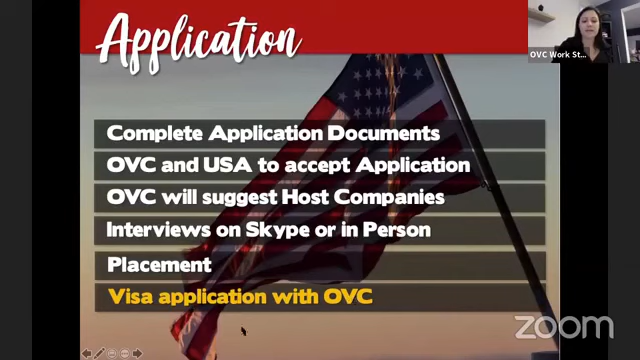 Application
OVC Work St...
Complete Application Documents
OVC and USA to accept Application
OVC will suggest Host Companies
Interviews on Skype or in Person
Placement
Visa application with OVC
zoom